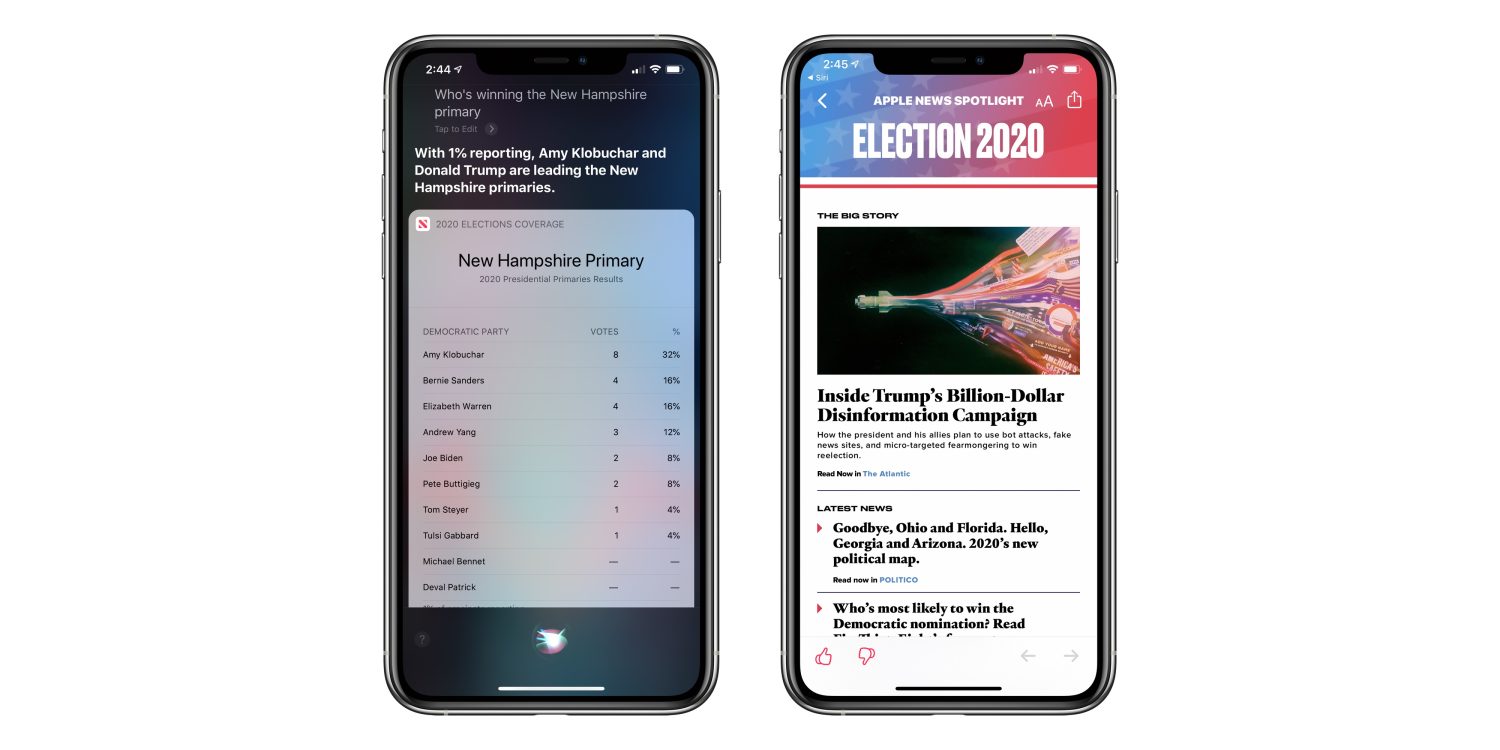 2:44
Who's winning the New Hampshire
primary
Tap to Edit
With 1% reporting, Amy Klobuchar and
Donald Trump are leading the New
Hampshire primaries.
2020 ELECTIONS COVERAGE
New Hampshire Primary
2020 Presidential Primaries Results
DEMOCRATIC PARTY VOTES %
Amy Klobuchar 8 32%
Bernie Sanders 4 16%
Elizabeth Warren 4 16%
Andrew Yang 3 12%
Joe Biden 2 8%
Pete Buttigieg 2 8%
Tom Steyer 1 4%
Tulsi Gabbard 1 4%
Michael Bennet — —
Deval Patrick — —
?
2:45
Siri
APPLE NEWS SPOTLIGHT AA
ELECTION 2020
THE BIG STORY
AMERICA'S
SAFETY
Inside Trump's Billion-Dollar
Disinformation Campaign
How the president and his allies plan to use bot attacks, fake
news sites, and micro-targeted fearmongering to win
reelection.
Read Now in The Atlantic
LATEST NEWS
Goodbye, Ohio and Florida. Hello,
Georgia and Arizona. 2020's new
political map.
Read now in POLITICO
Who's most likely to win the
Democratic nomination? Read